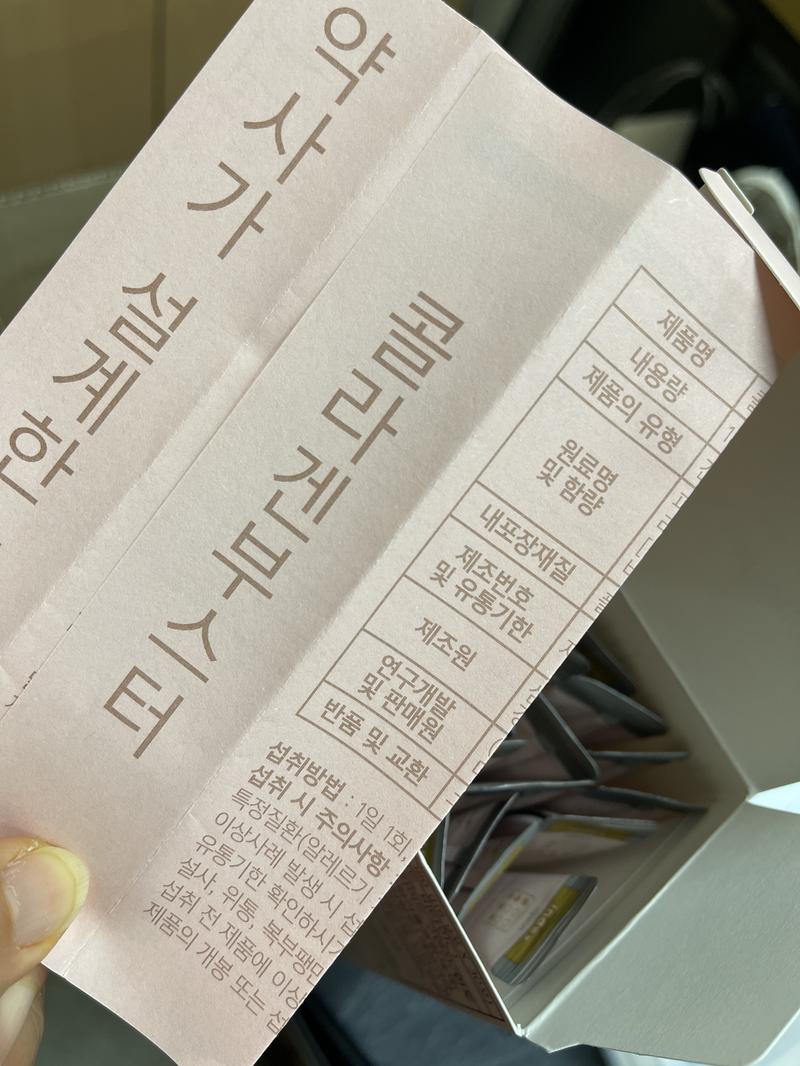 약사가 설계한
콜라겐부스터
제품명
내용량
제품의 유형
원료명
및 함량
내포장재질
제조번호
및 유통기한
제조원
연구개발
및 판매원
반품 및 교환
섭취방법 : 1일 1회,
섭취 시 주의사항
특정질환(알레르기
이상사례 발생 시 섭
유통기한 확인하시기
설사, 위통, 복부팽만
섭취 전 제품에 이상
제품의 개봉 또는 섭
index